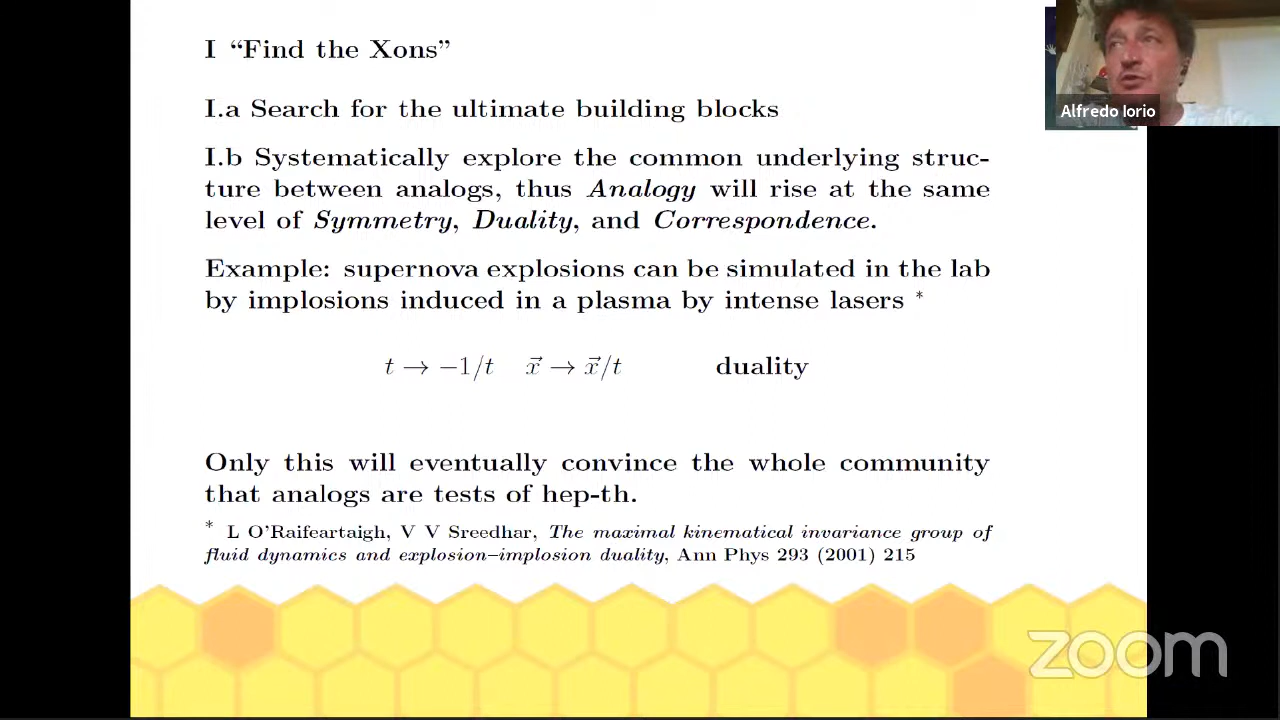 I “Find the Xons”
I.a Search for the ultimate building blocks
I.b Systematically explore the common underlying struc-
ture between analogs, thus Analogy will rise at the same
level of Symmetry, Duality, and Correspondence.
Example: supernova explosions can be simulated in the lab
by implosions induced in a plasma by intense lasers *
t → −1/t x⃗ → x⃗/t duality
Only this will eventually convince the whole community
that analogs are tests of hep-th.
* L O’Raifeartaigh, V V Sreedhar, The maximal kinematical invariance group of
fluid dynamics and explosion–implosion duality, Ann Phys 293 (2001) 215
Alfredo Iorio
zoom